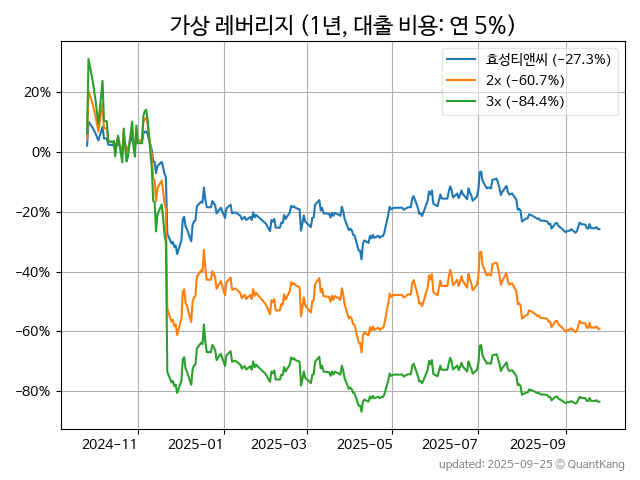 가상 레버리지 (1년, 대출 비용: 연 5%)
효성티앤씨 (-27.3%)
2x (-60.7%)
3x (-84.4%)
20%
0%
-20%
-40%
-60%
-80%
2024-11 2025-01 2025-03 2025-05 2025-07 2025-09
updated: 2025-09-25 © QuantKang